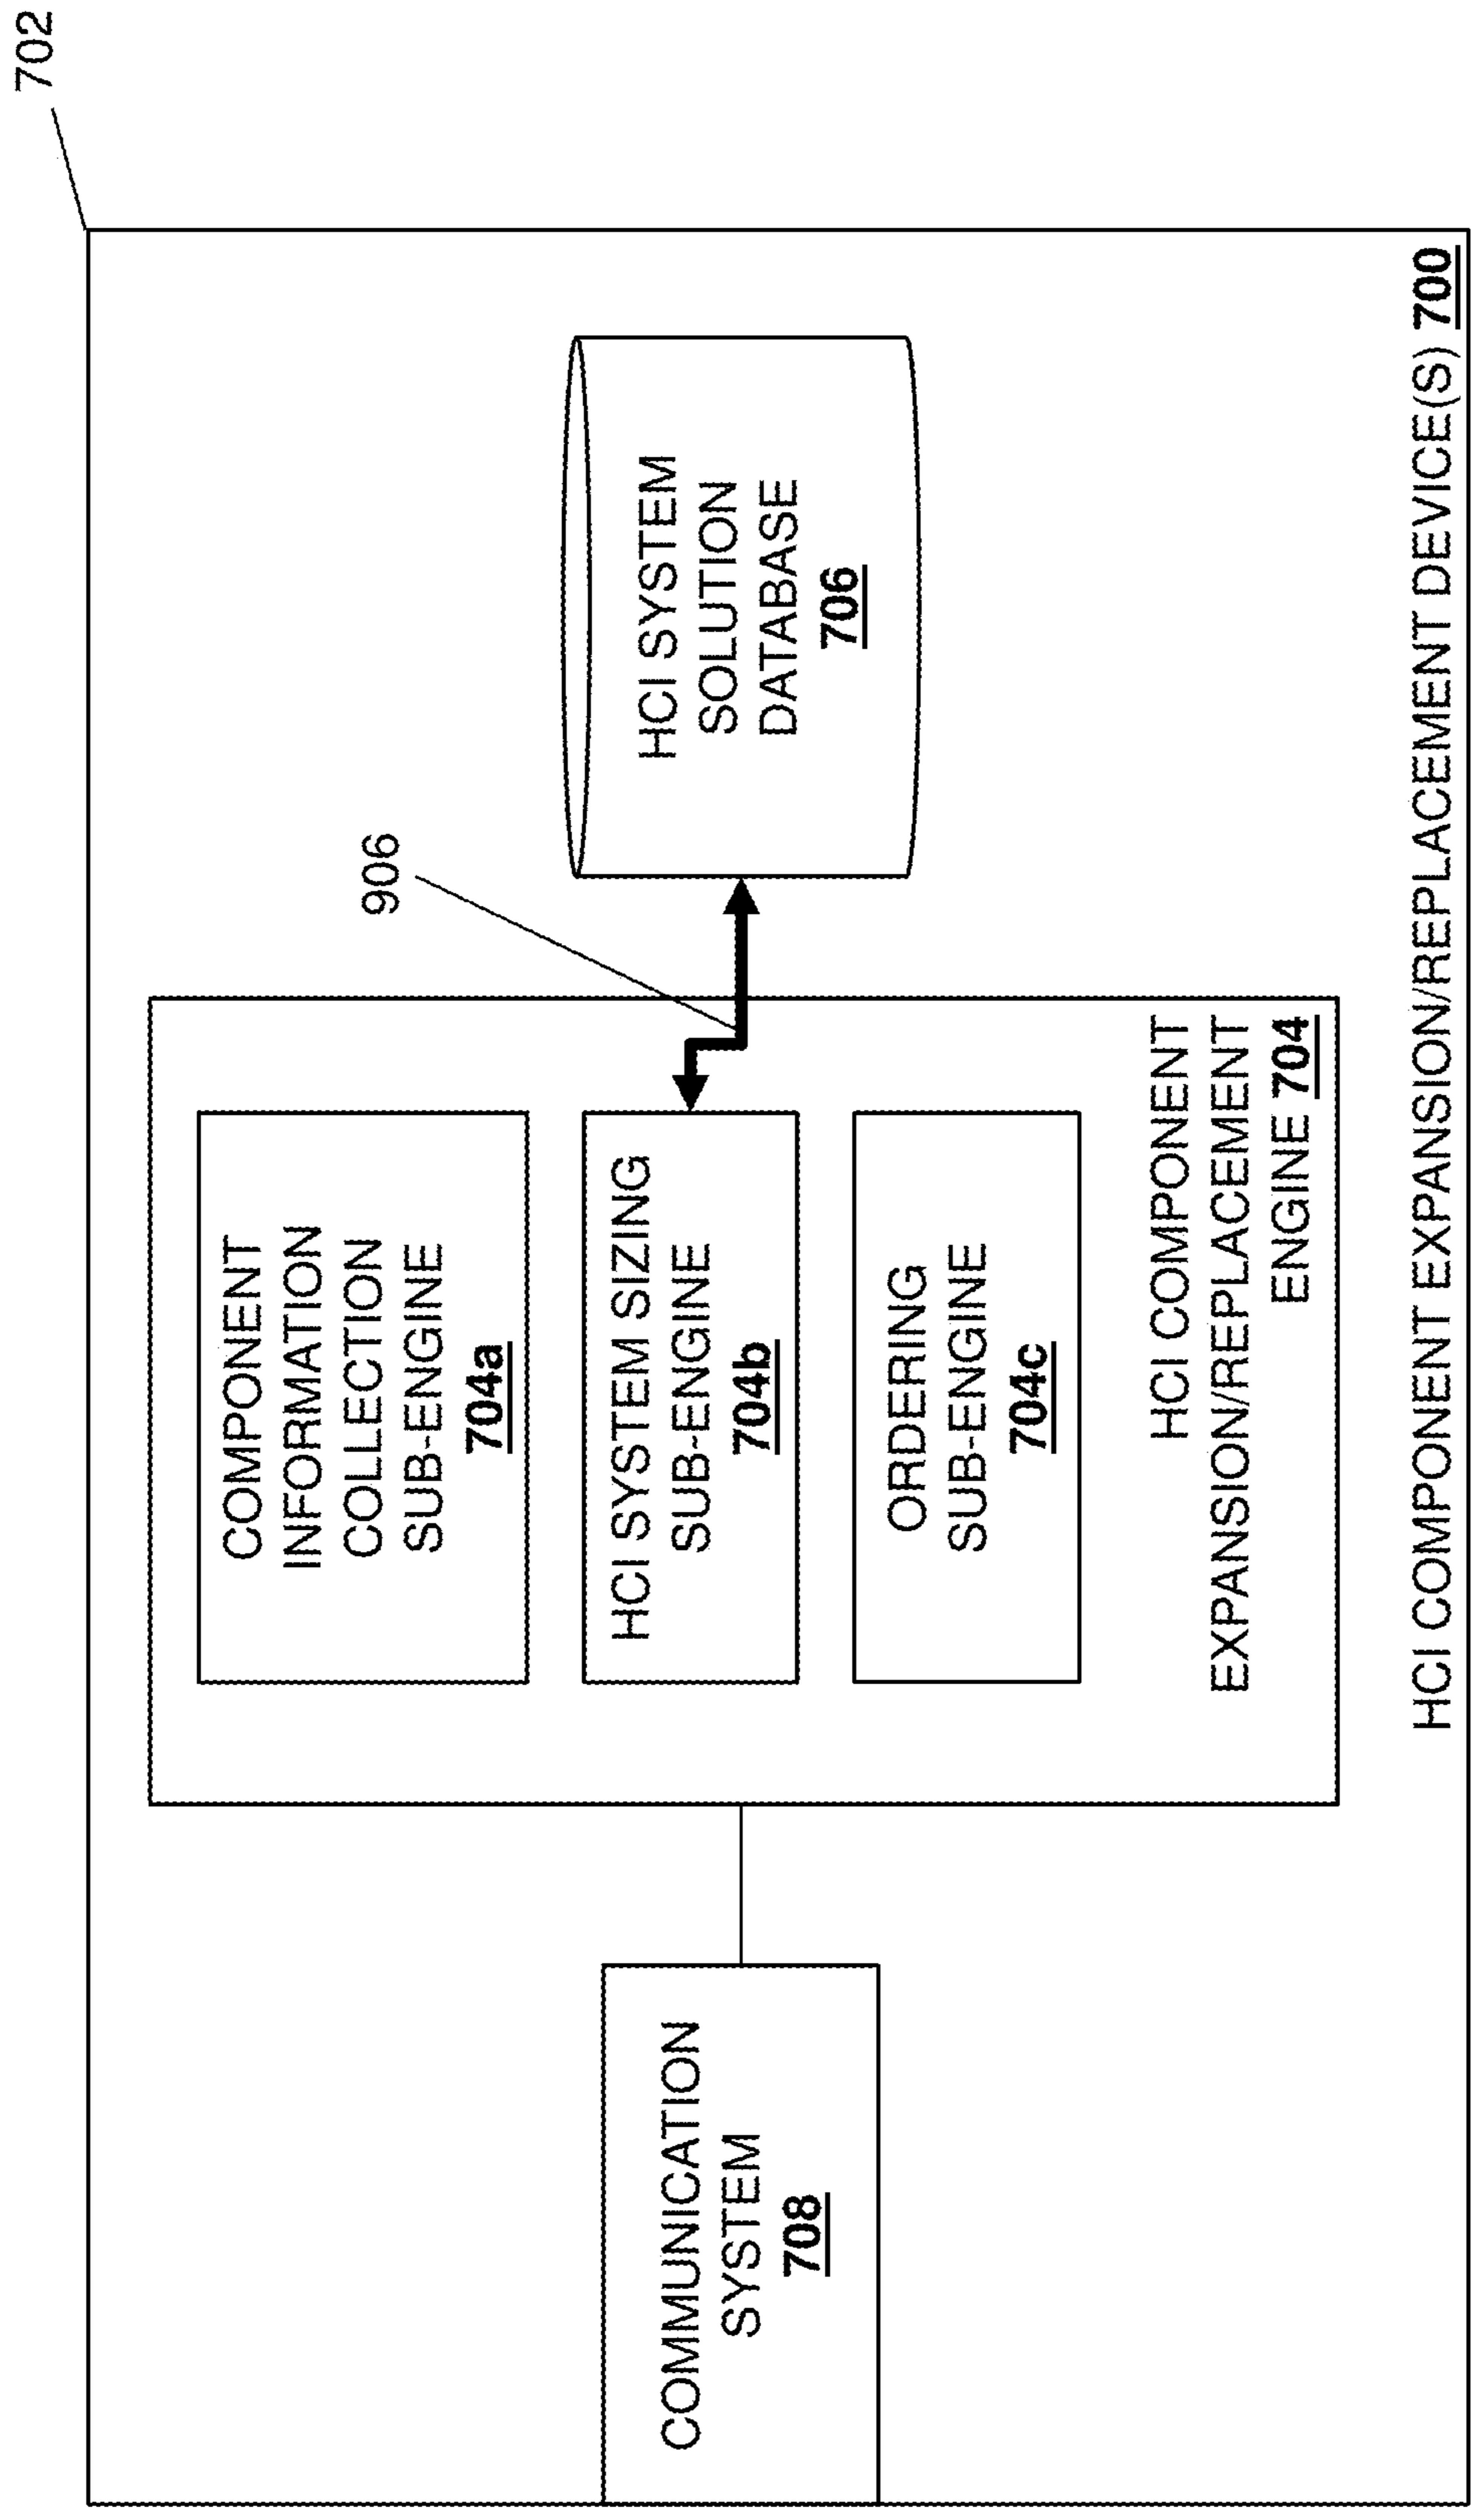 702
906
COMMUNICATION
SYSTEM
708
COMPONENT
INFORMATION
COLLECTION
SUB-ENGINE
704a
HCI SYSTEM SIZING
SUB-ENGINE
704b
ORDERING
SUB-ENGINE
704c
HCI COMPONENT
EXPANSION/REPLACEMENT
ENGINE 704
HCI SYSTEM
SOLUTION
DATABASE
706
HCI COMPONENT EXPANSION/REPLACEMENT DEVICE(S) 700